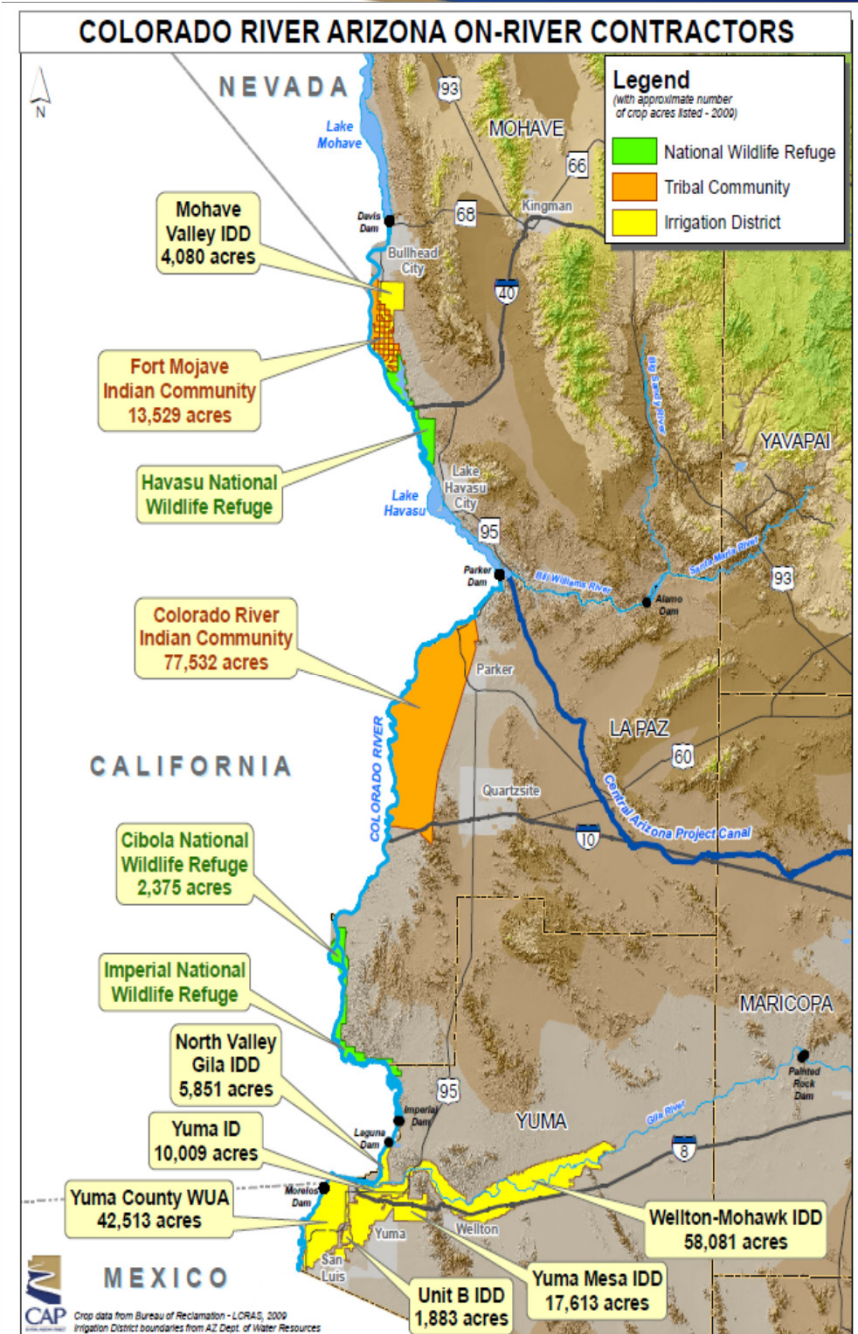 COLORADO RIVER ARIZONA ON-RIVER CONTRACTORS
N
NEVADA
Legend
(with approximate number
of crop acres listed - 2009)
National Wildlife Refuge
Tribal Community
Irrigation District
93
Lake
Mohave
MOHAVE
66
Kingman
68
Davis
Dam
Mohave
Valley IDD
4,080 acres
Bullhead
City
40
Fort Mojave
Indian Community
13,529 acres
Big Sandy River
YAVAPAI
Havasu National
Wildlife Refuge
Lake
Havasu
City
Lake
Havasu
95
Parker
Dam
Bill Williams River
Santa Maria River
93
Alamo
Dam
Colorado River
Indian Community
77,532 acres
Parker
LA PAZ
60
COLORADO RIVER
CALIFORNIA
Quartzsite
Central Arizona Project Canal
10
Cibola National
Wildlife Refuge
2,375 acres
Imperial National
Wildlife Refuge
MARICOPA
North Valley
Gila IDD
5,851 acres
Painted
Rock
Dam
95
Imperial
Dam
YUMA
Gila River
Laguna
Dam
8
Yuma ID
10,009 acres
Morelos
Dam
Yuma County WUA
42,513 acres
Yuma
Wellton
Wellton-Mohawk IDD
58,081 acres
San
Luis
MEXICO
Unit B IDD
1,883 acres
Yuma Mesa IDD
17,613 acres
CAP
Crop data from Bureau of Reclamation - LCRAS, 2009
Irrigation District boundaries from AZ Dept. of Water Resources